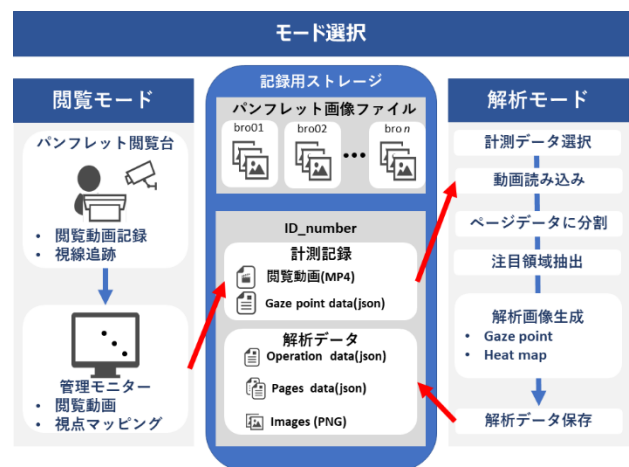 モード選択
閲覧モード
パンフレット閲覧台
• 閲覧動画記録
• 視線追跡
管理モニター
• 閲覧動画
• 視点マッピング
記録用ストレージ
パンフレット画像ファイル
bro01 bro02 ••• bro n
ID_number
計測記録
閲覧動画(MP4)
Gaze point data(json)
解析データ
Operation data(json)
Pages data(json)
Images (PNG)
解析モード
計測データ選択
動画読み込み
ページデータに分割
注目領域抽出
解析画像生成
• Gaze point
• Heat map
解析データ保存